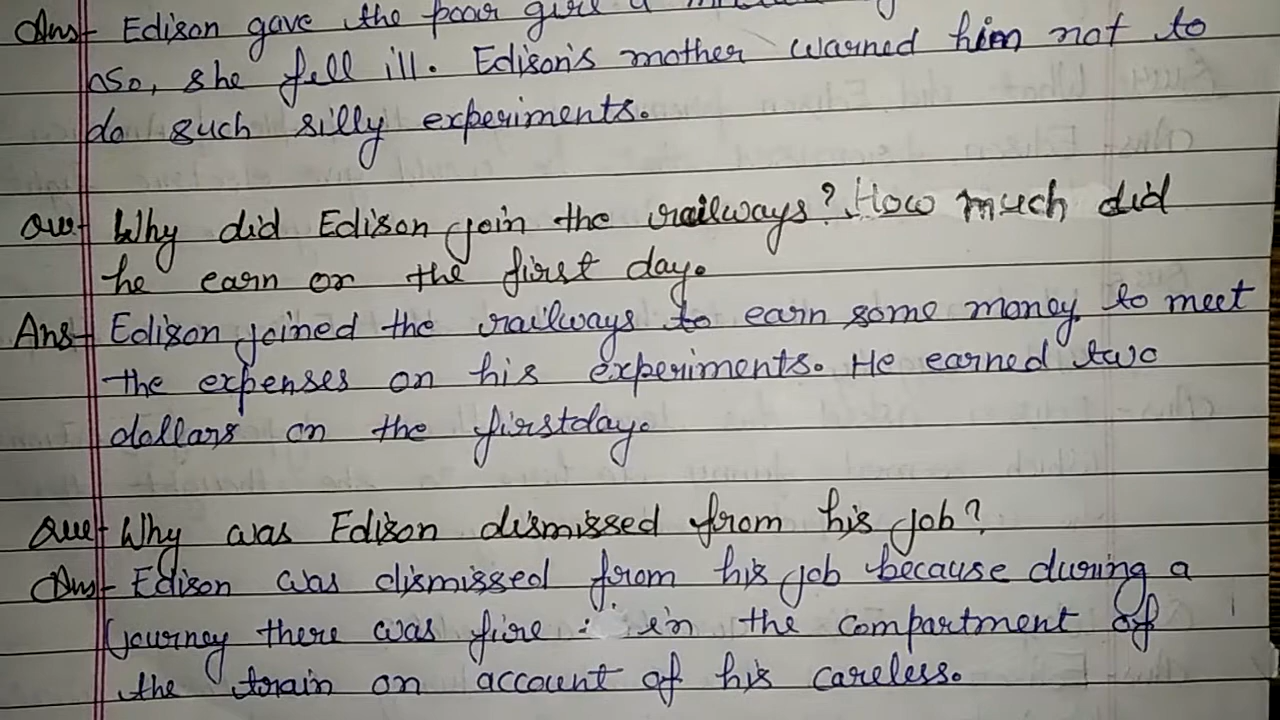 Ans- Edison gave the poor girl a
so, she fell ill. Edison's mother warned him not to
do such silly experiments.
Que- Why did Edison join the railways? How much did
he earn on the first day.
Ans- Edison joined the railways to earn some money to meet
the expenses on his experiments. He earned two
dollars on the firstday.
Que- Why was Edison dismissed from his job?
Ans- Edison was dismissed from his job because during a
journey there was fire in the compartment of
the train on account of his careless.